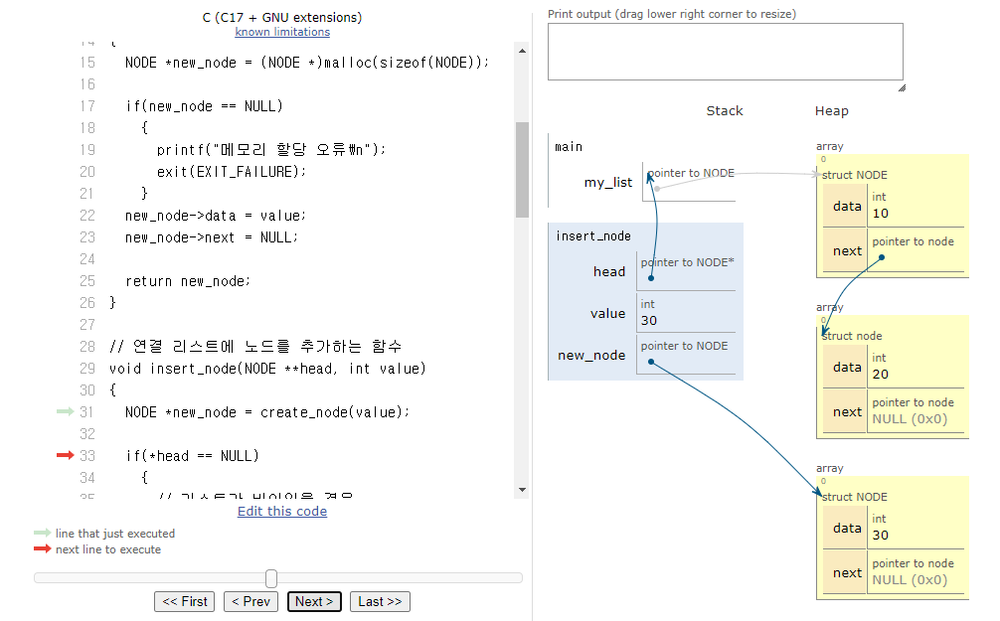 C (C17 + GNU extensions)
known limitations
14 {
15 NODE *new_node = (NODE *)malloc(sizeof(NODE));
16
17 if(new_node == NULL)
18 {
19 printf("메모리 할당 오류₩n");
20 exit(EXIT_FAILURE);
21 }
22 new_node->data = value;
23 new_node->next = NULL;
24
25 return new_node;
26 }
27
28 // 연결 리스트에 노드를 추가하는 함수
29 void insert_node(NODE **head, int value)
30 {
31 NODE *new_node = create_node(value);
32
33 if(*head == NULL)
34 {
35 // 리스트가 비어있을 경우
Edit this code
line that just executed
next line to execute
<< First
< Prev
Next >
Last >>
Print output (drag lower right corner to resize)
Stack
Heap
main
my_list
pointer to NODE
insert_node
head
pointer to NODE*
value
int
30
new_node
pointer to NODE
array
0
struct NODE
data
int
10
next
pointer to node
array
0
struct node
data
int
20
next
pointer to node
NULL (0x0)
array
0
struct NODE
data
int
30
next
pointer to node
NULL (0x0)